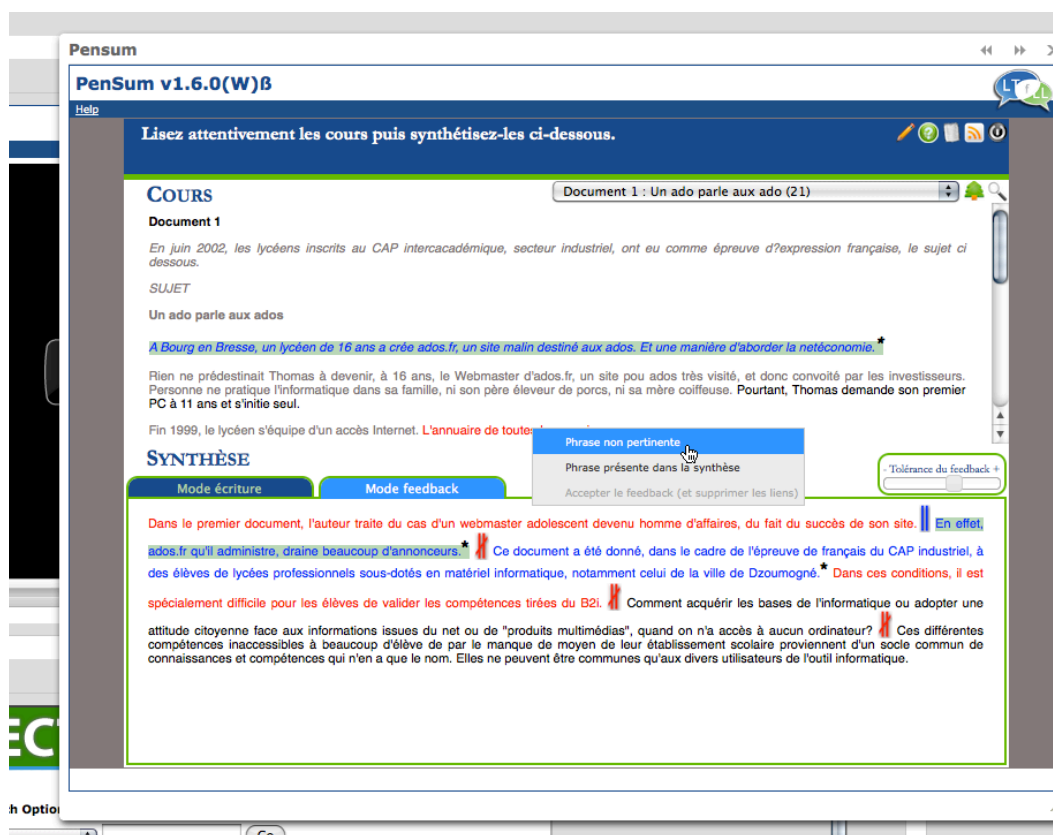 Pensum
PenSum v1.6.0(W)ß
LTfLL
Help
Lisez attentivement les cours puis synthétisez-les ci-dessous.
COURS
Document 1 : Un ado parle aux ado (21)
Document 1
En juin 2002, les lycéens inscrits au CAP intercacadémique, secteur industriel, ont eu comme épreuve d?expression française, le sujet ci
dessous.
SUJET
Un ado parle aux ados
A Bourg en Bresse, un lycéen de 16 ans a crée ados.fr, un site malin destiné aux ados. Et une manière d'aborder la netéconomie.*
Rien ne prédestinait Thomas à devenir, à 16 ans, le Webmaster d'ados.fr, un site pou ados très visité, et donc convoité par les investisseurs.
Personne ne pratique l'informatique dans sa famille, ni son père éleveur de porcs, ni sa mère coiffeuse. Pourtant, Thomas demande son premier
PC à 11 ans et s'initie seul.
Fin 1999, le lycéen s'équipe d'un accès Internet. L'annuaire de toutes
Phrase non pertinente
Phrase présente dans la synthèse
Accepter le feedback (et supprimer les liens)
SYNTHÈSE
- Tolérance du feedback +
Mode écriture
Mode feedback
Dans le premier document, l'auteur traite du cas d'un webmaster adolescent devenu homme d'affaires, du fait du succès de son site. En effet,
ados.fr qu'il administre, draine beaucoup d'annonceurs.* Ce document a été donné, dans le cadre de l'épreuve de français du CAP industriel, à
des élèves de lycées professionnels sous-dotés en matériel informatique, notamment celui de la ville de Dzoumogné.* Dans ces conditions, il est
spécialement difficile pour les élèves de valider les compétences tirées du B2i. Comment acquérir les bases de l'informatique ou adopter une
attitude citoyenne face aux informations issues du net ou de "produits multimédias", quand on n'a accès à aucun ordinateur? Ces différentes
compétences inaccessibles à beaucoup d'élève de par le manque de moyen de leur établissement scolaire proviennent d'un socle commun de
connaissances et compétences qui n'en a que le nom. Elles ne peuvent être communes qu'aux divers utilisateurs de l'outil informatique.
EC
h Optio
Go